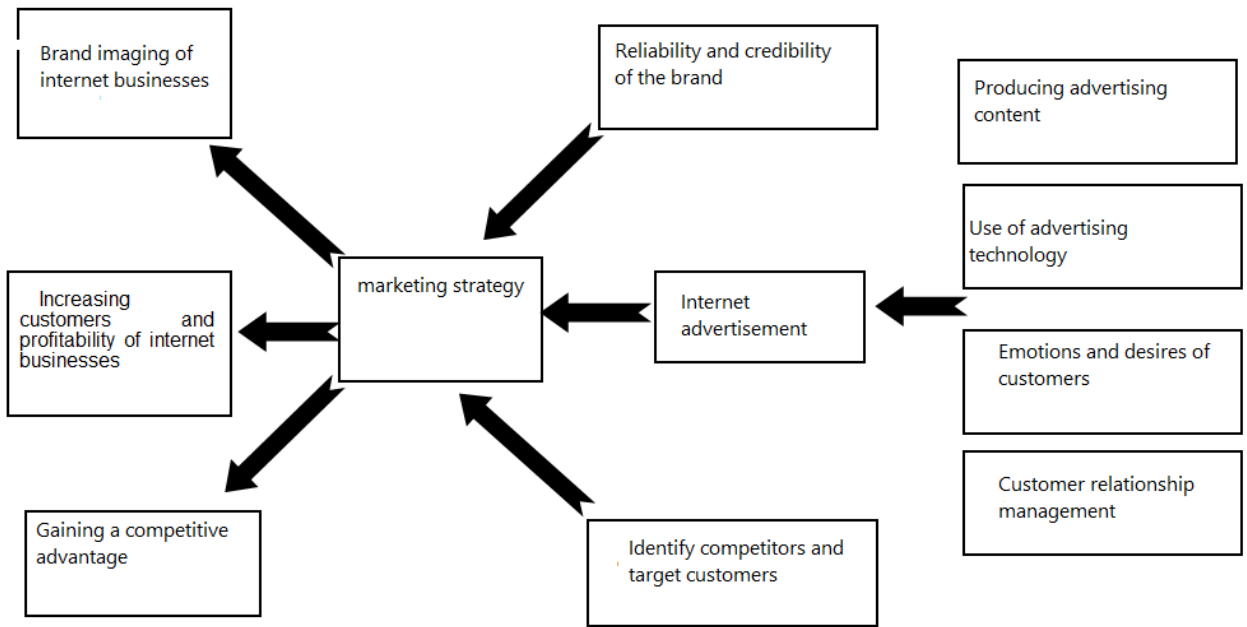 Brand imaging of
internet businesses
Reliability and credibility
of the brand
Producing advertising
content
Use of advertising
technology
Increasing
customers and
profitability of internet
businesses
marketing strategy
Internet
advertisement
Emotions and desires of
customers
Customer relationship
management
Gaining a competitive
advantage
Identify competitors and
target customers